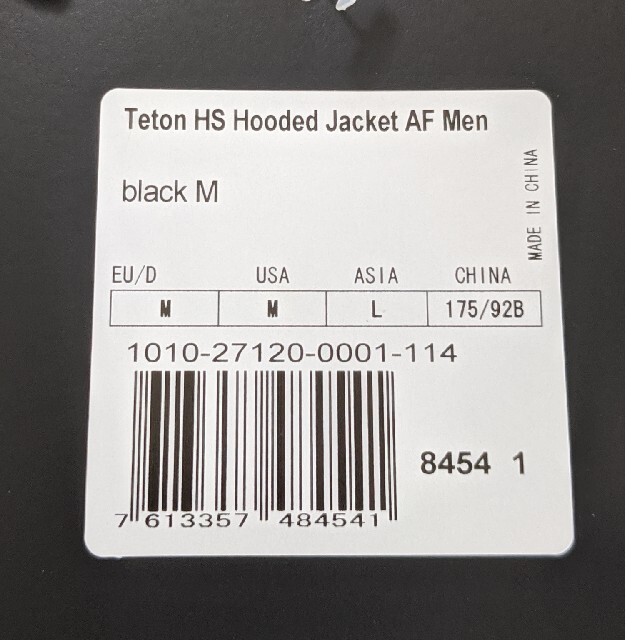 Teton HS Hooded Jacket AF Men
black M
MADE IN CHINA
EU/D USA ASIA CHINA
M M L 175/92B
1010-27120-0001-114
8454 1
7 613357 484541